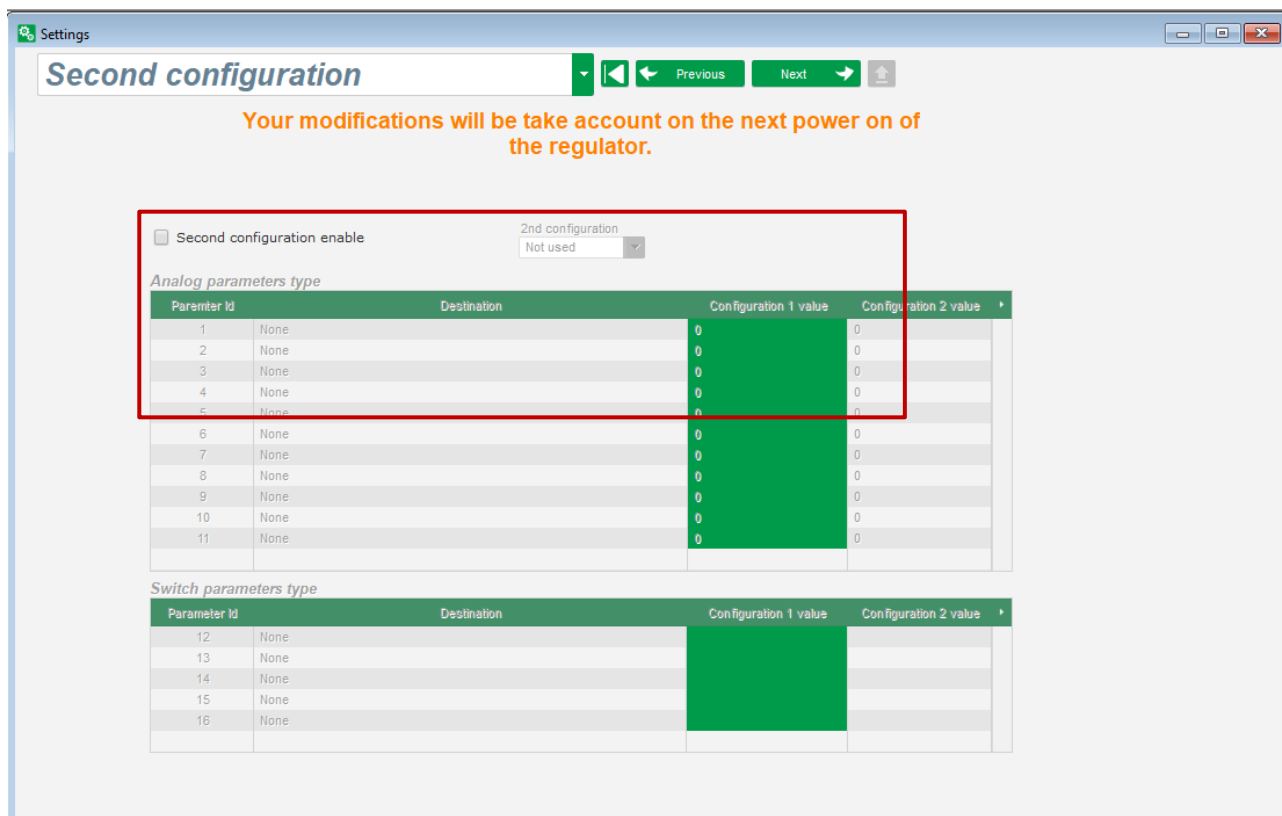 Settings
Second configuration
Previous
Next
Your modifications will be take account on the next power on of
the regulator.
Second configuration enable
2nd configuration
Not used
Analog parameters type
Paremter Id Destination Configuration 1 value Configuration 2 value
1 None 0 0
2 None 0 0
3 None 0 0
4 None 0 0
5 None 0 0
6 None 0 0
7 None 0 0
8 None 0 0
9 None 0 0
10 None 0 0
11 None 0 0
Switch parameters type
Parameter Id Destination Configuration 1 value Configuration 2 value
12 None
13 None
14 None
15 None
16 None